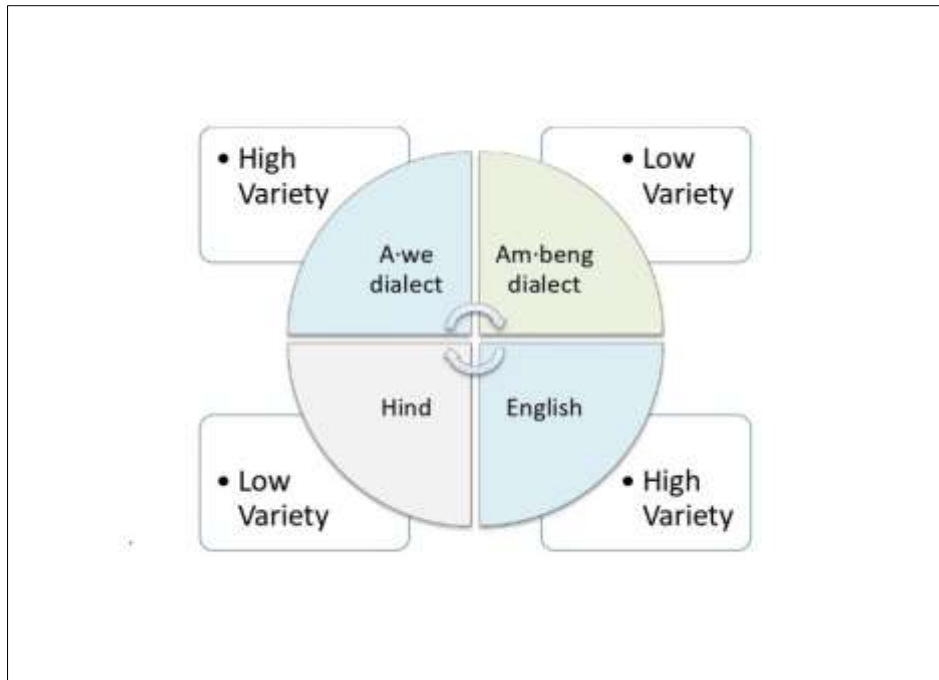 • High
Variety
• Low
Variety
A·we
dialect
Am·beng
dialect
Hind
English
• Low
Variety
• High
Variety